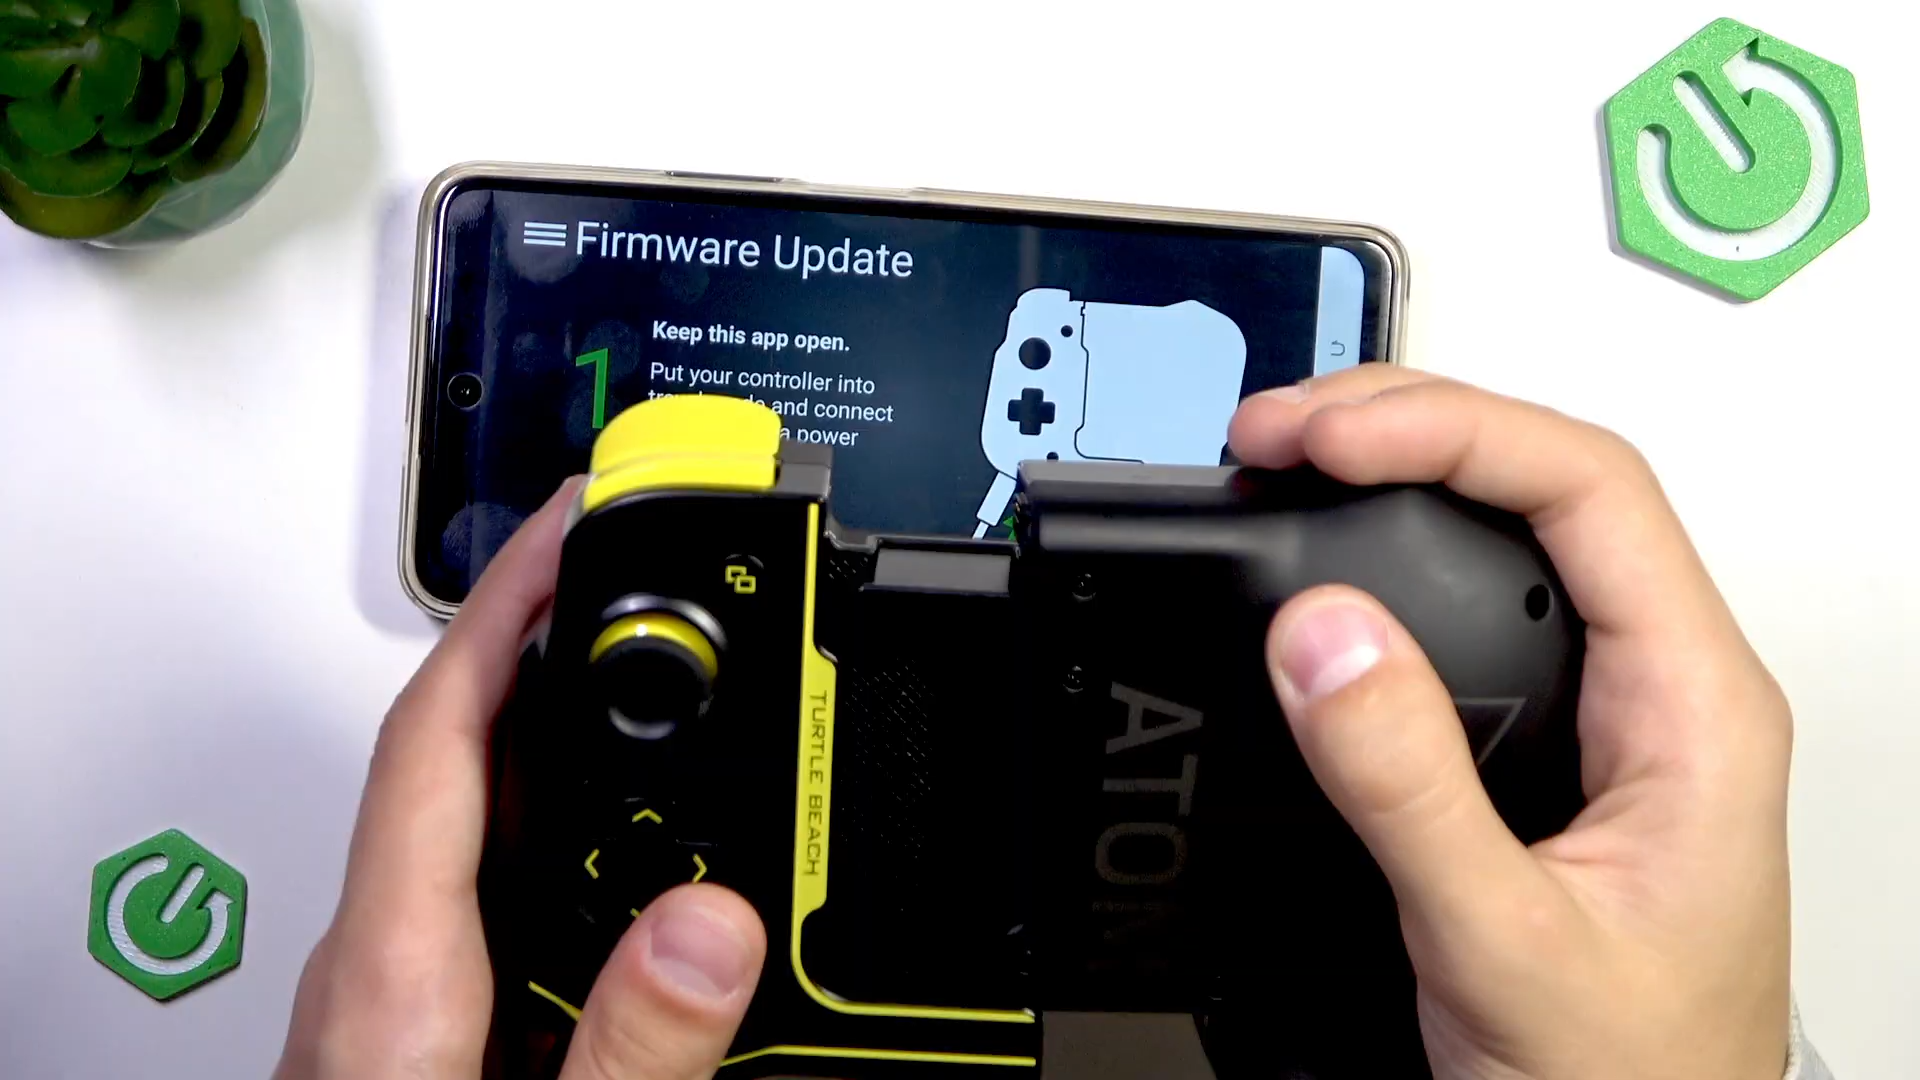 Firmware Update
1
Keep this app open.
Put your controller into
and connect
a power
TURTLE BEACH
ATOM